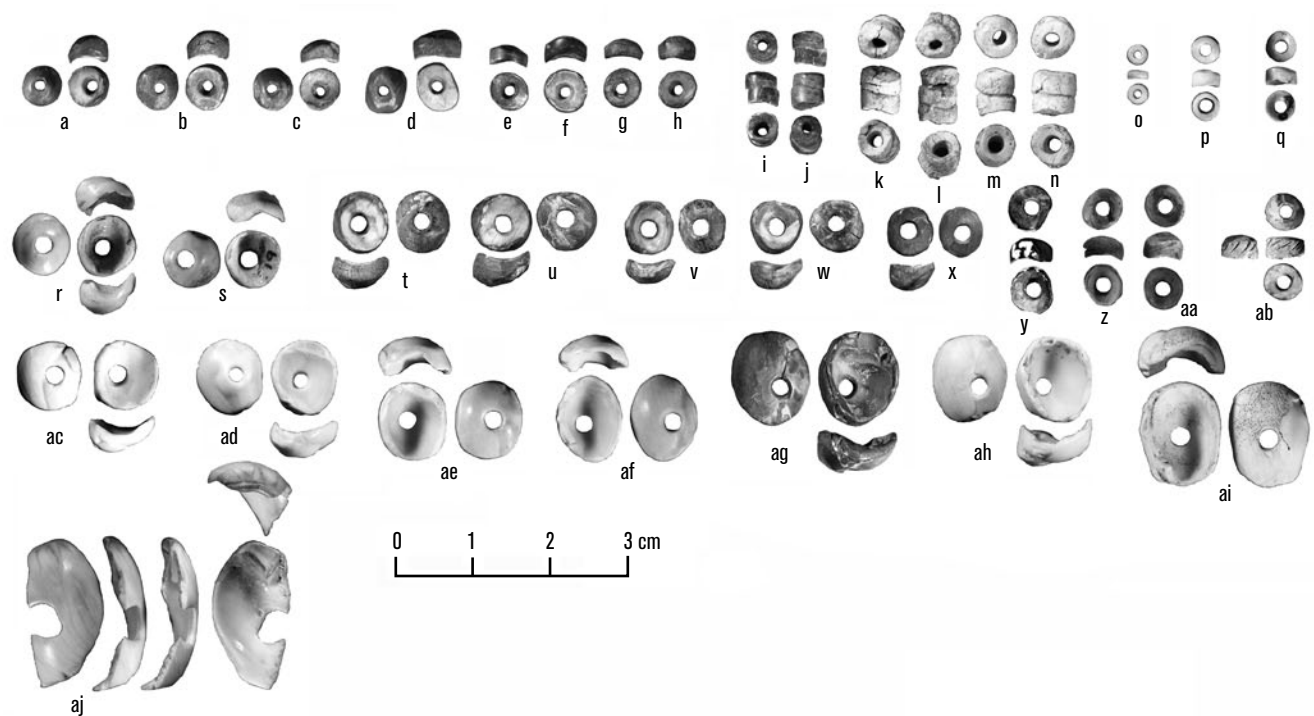 a b c d e f g h
i j k l m n
o p q
r s t u v w x
y z aa ab
ac ad ae af ag ah ai
0 1 2 3 cm
aj